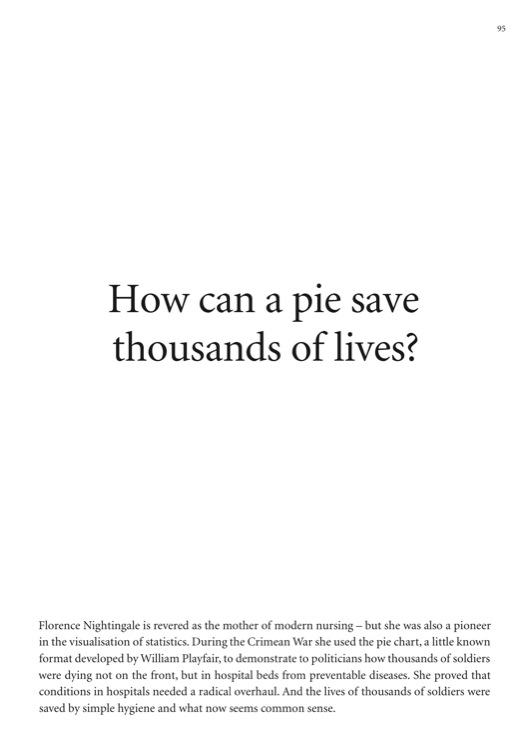 95
How can a pie save
thousands of lives?
Florence Nightingale is revered as the mother of modern nursing – but she was also a pioneer
in the visualisation of statistics. During the Crimean War she used the pie chart, a little known
format developed by William Playfair, to demonstrate to politicians how thousands of soldiers
were dying not on the front, but in hospital beds from preventable diseases. She proved that
conditions in hospitals needed a radical overhaul. And the lives of thousands of soldiers were
saved by simple hygiene and what now seems common sense.